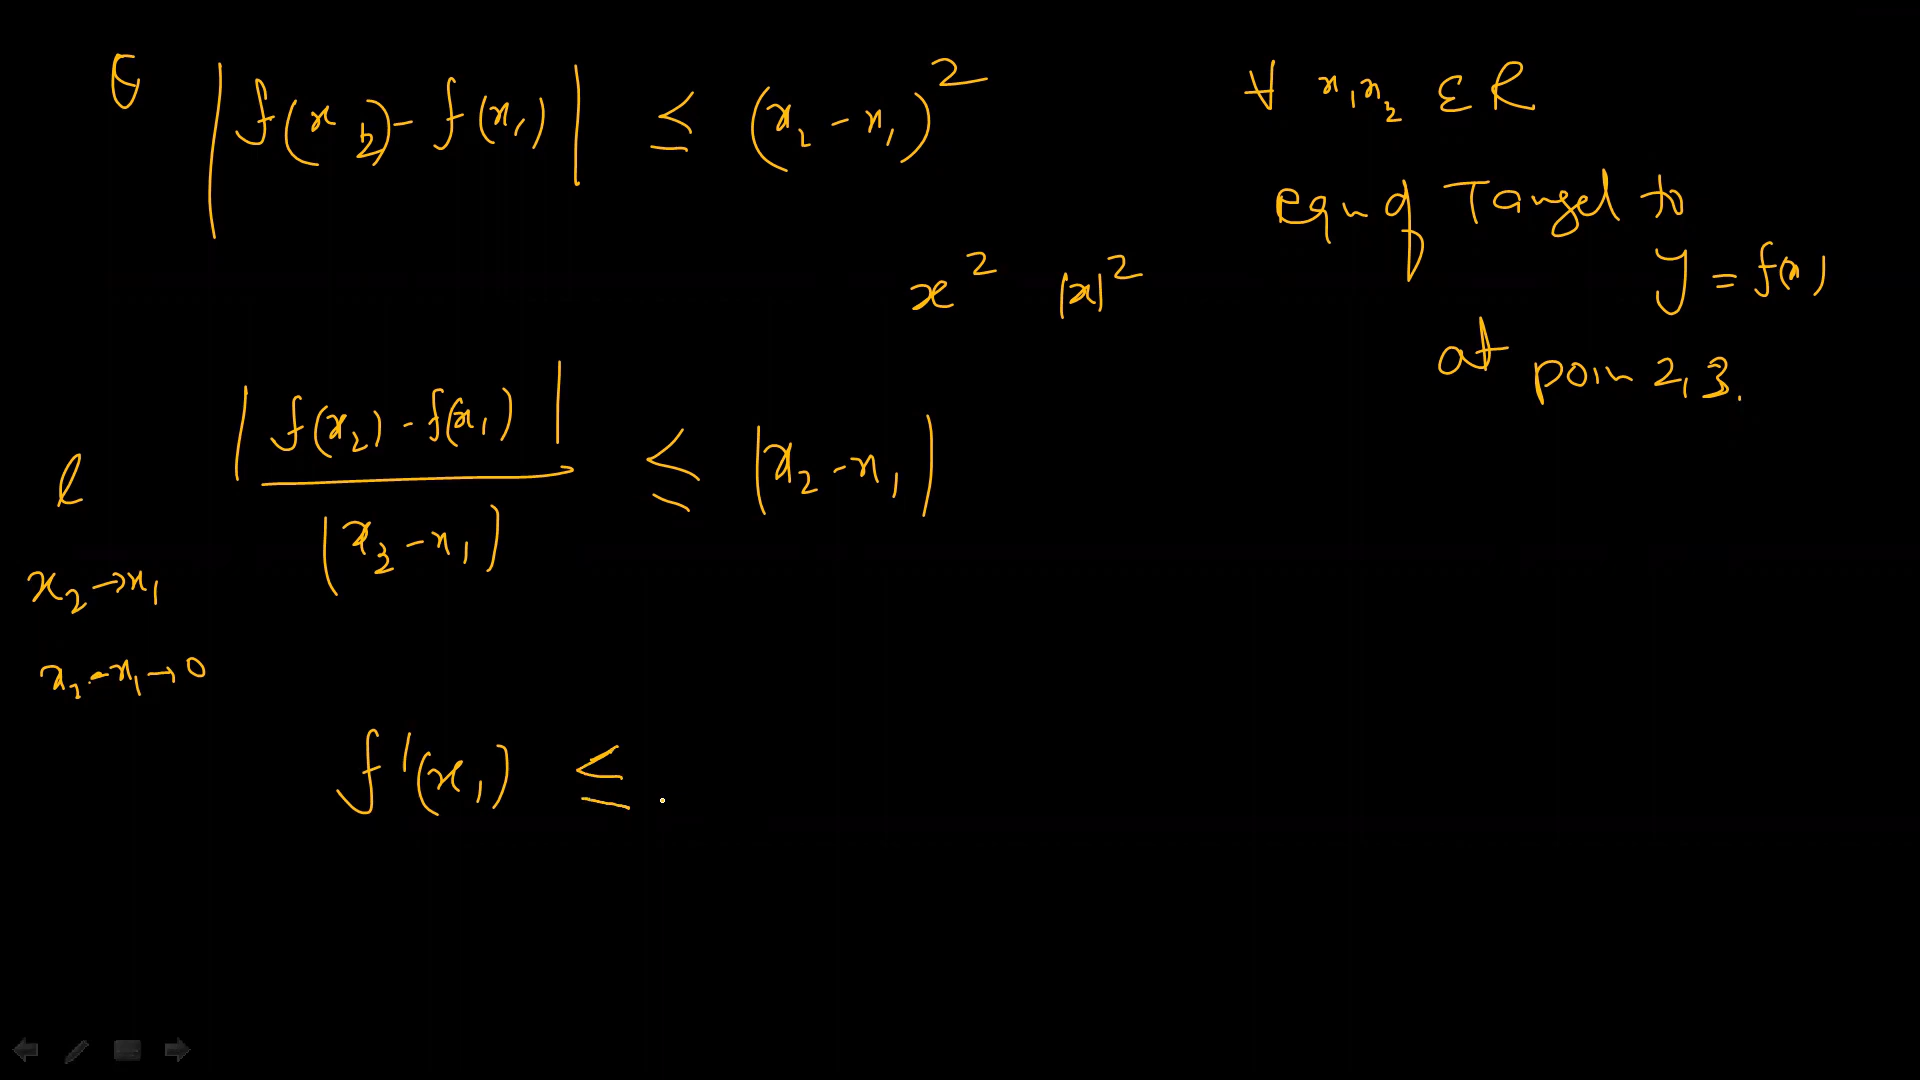 Q |f(x₂) - f(x₁)| ≤ (x₂ - x₁)² ∀ x₁x₂ ∈ R
eqn of Tangel to
y = f(x)
at poin 2,3.
x² |x|²
l |f(x₂) - f(x₁)| / |x₂ - x₁| ≤ |x₂ - x₁|
x₂ → x₁
x₂ - x₁ → 0
f'(x₁) ≤